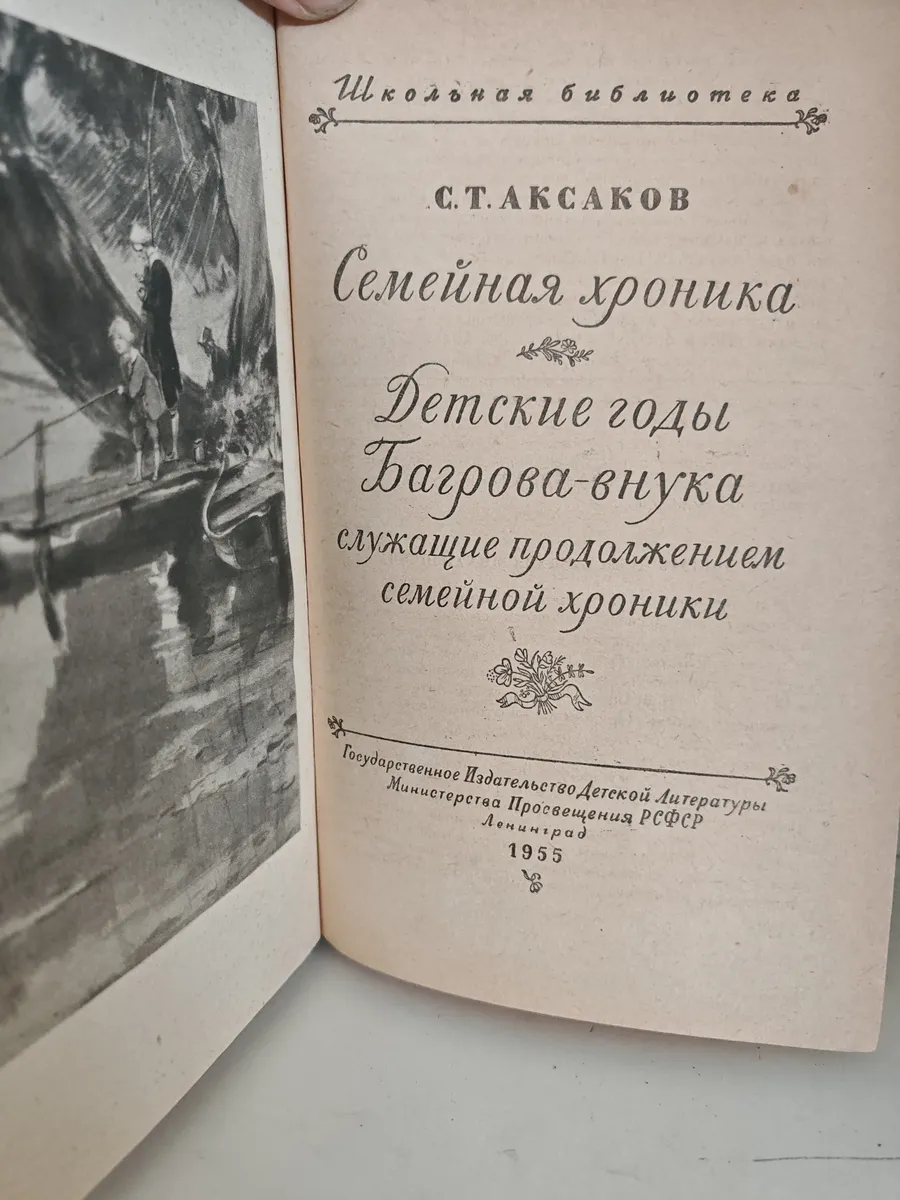 Школьная библиотека
С. Т. АКСАКОВ
Семейная хроника
Детские годы
Багрова-внука
служащие продолжением
семейной хроники
Государственное Издательство Детской Литературы
Министерства Просвещения РСФСР
Ленинград
1955